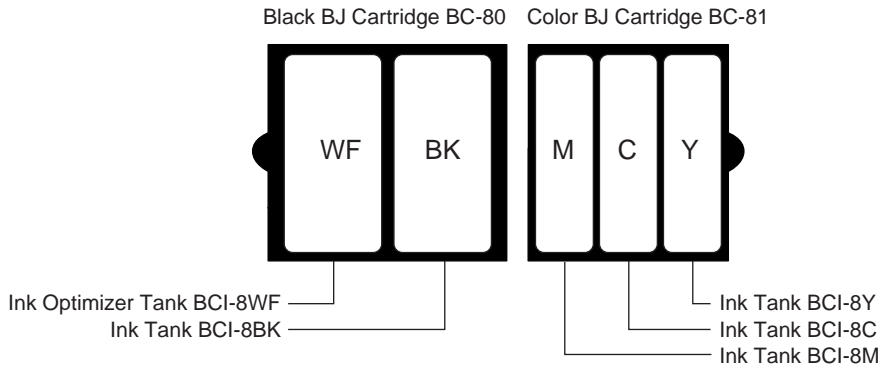 Black BJ Cartridge BC-80
Color BJ Cartridge BC-81
WF
BK
M
C
Y
Ink Optimizer Tank BCI-8WF
Ink Tank BCI-8BK
Ink Tank BCI-8Y
Ink Tank BCI-8C
Ink Tank BCI-8M